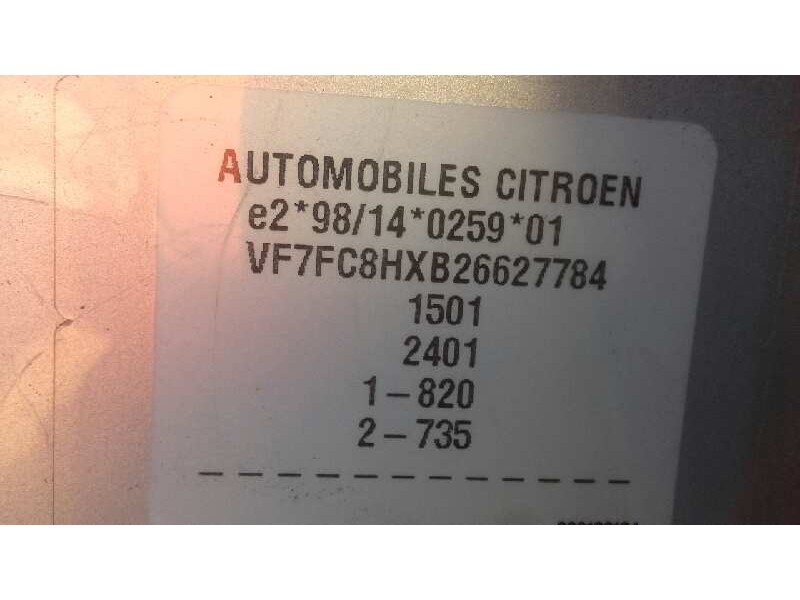 AUTOMOBILES CITROEN
e2*98/14*0259*01
VF7FC8HXB26627784
1501
2401
1-820
2-735